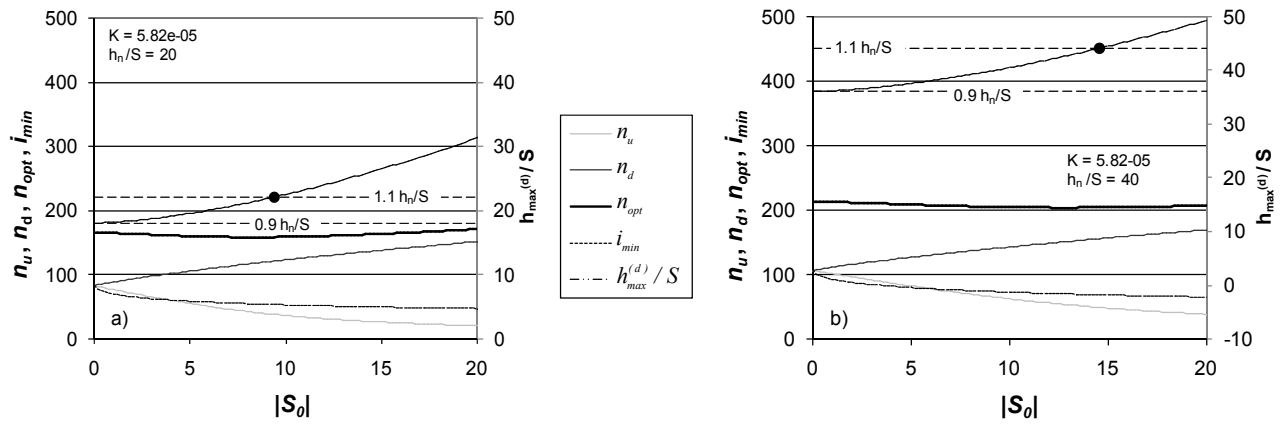 500
400
300
200
100
0
n_u , n_d , n_opt , i_min
K = 5.82e-05
h_n/S = 20
1.1 h_n/S
0.9 h_n/S
a)
50
40
30
20
10
0
h_max^(d)/ S
0 5 10 15 20
|S_0|
n_u
n_d
n_opt
i_min
h_max^(d) / S
500
400
300
200
100
0
n_u , n_d , n_opt , i_min
1.1 h_n/S
0.9 h_n/S
K = 5.82-05
h_n/S = 40
b)
50
40
30
20
10
0
-10
h_max^(d)/ S
0 5 10 15 20
|S_0|